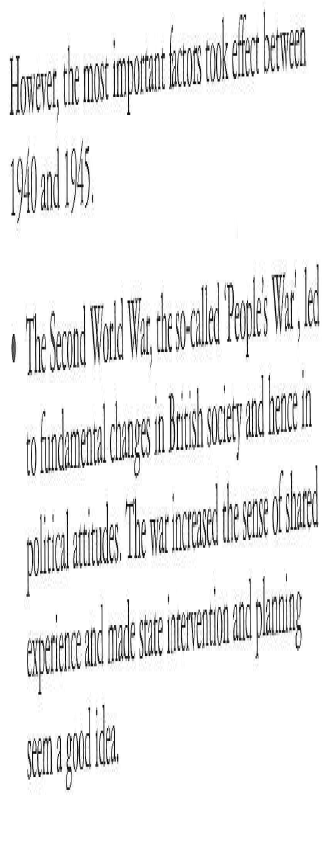 However, the most important factors took effect between
1940 and 1945.
• The Second World War, the so-called 'People's War', led
to fundamental changes in British society and hence in
political attitudes. The war increased the sense of shared
experience and made state intervention and planning
seem a good idea.